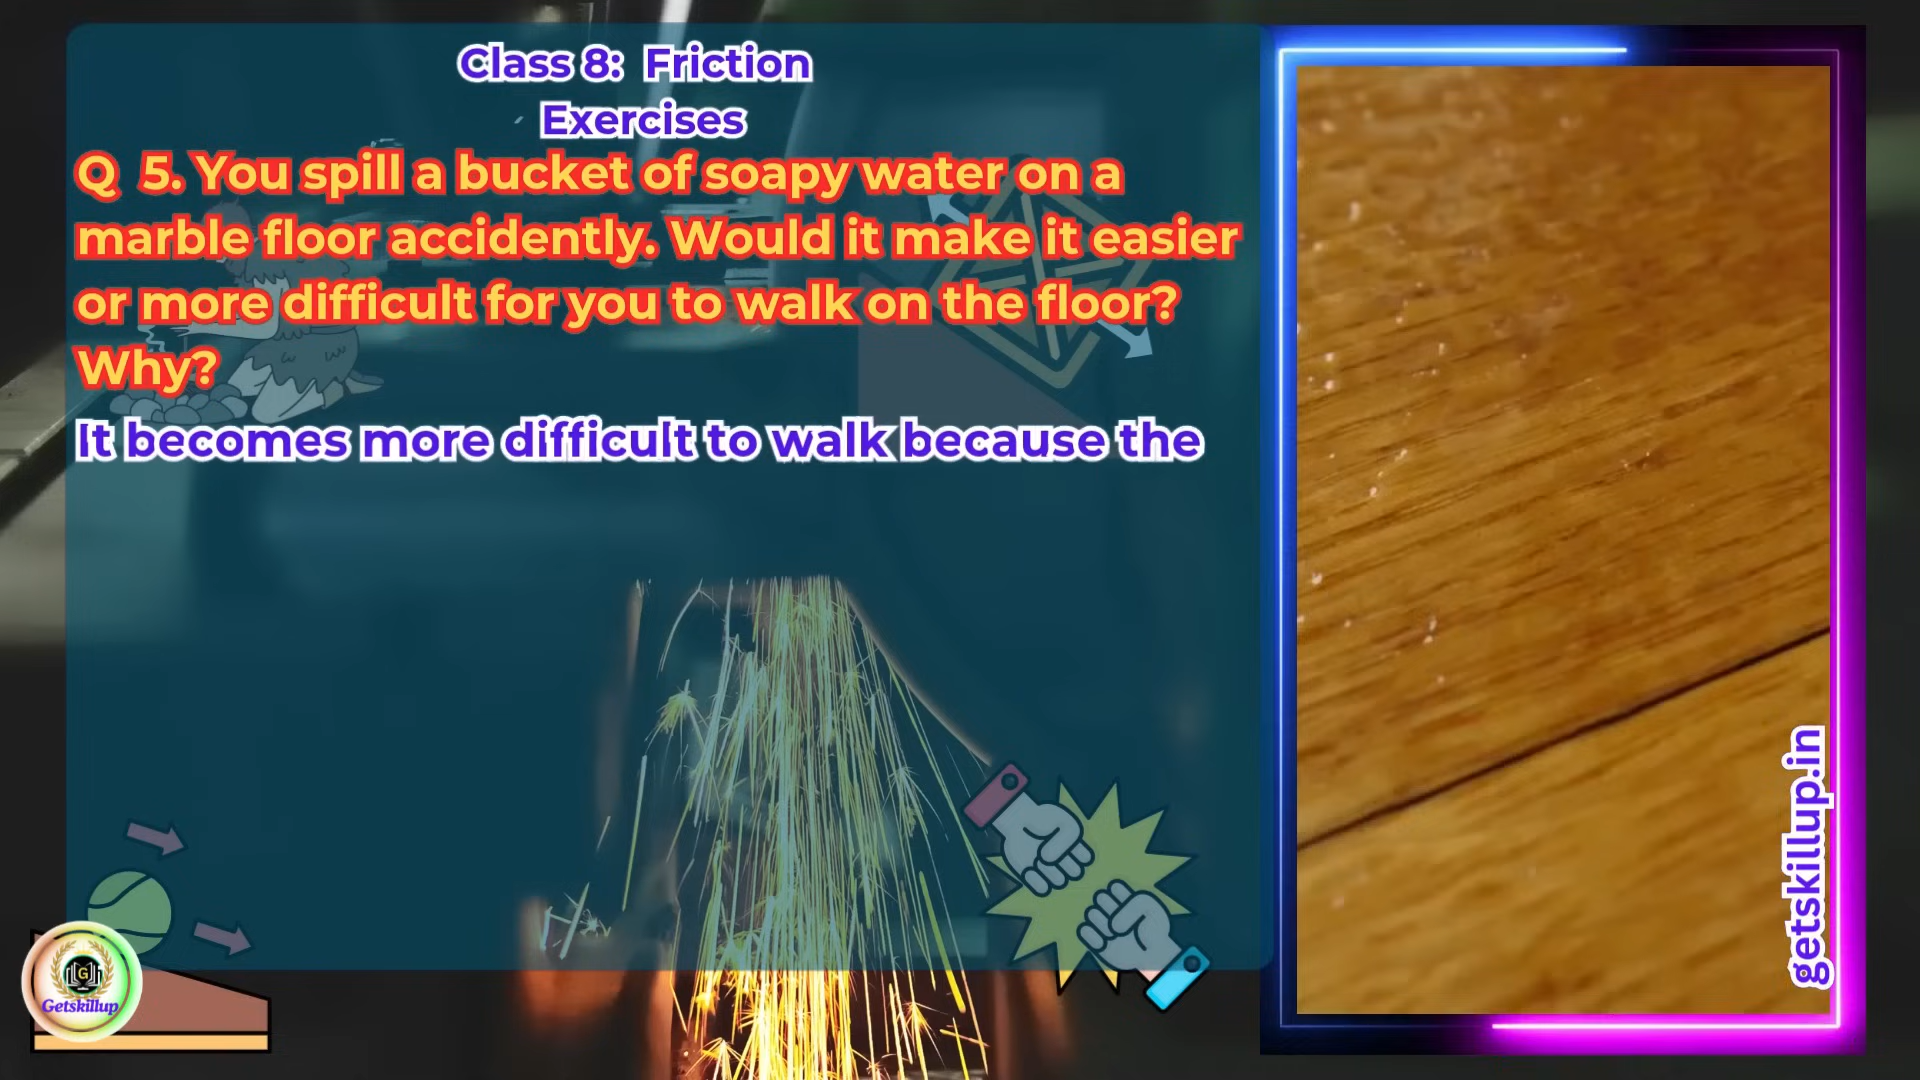 Class 8: Friction
Exercises
Q 5. You spill a bucket of soapy water on a
marble floor accidently. Would it make it easier
or more difficult for you to walk on the floor?
Why?
It becomes more difficult to walk because the
getskillup.in
G
Getskillup